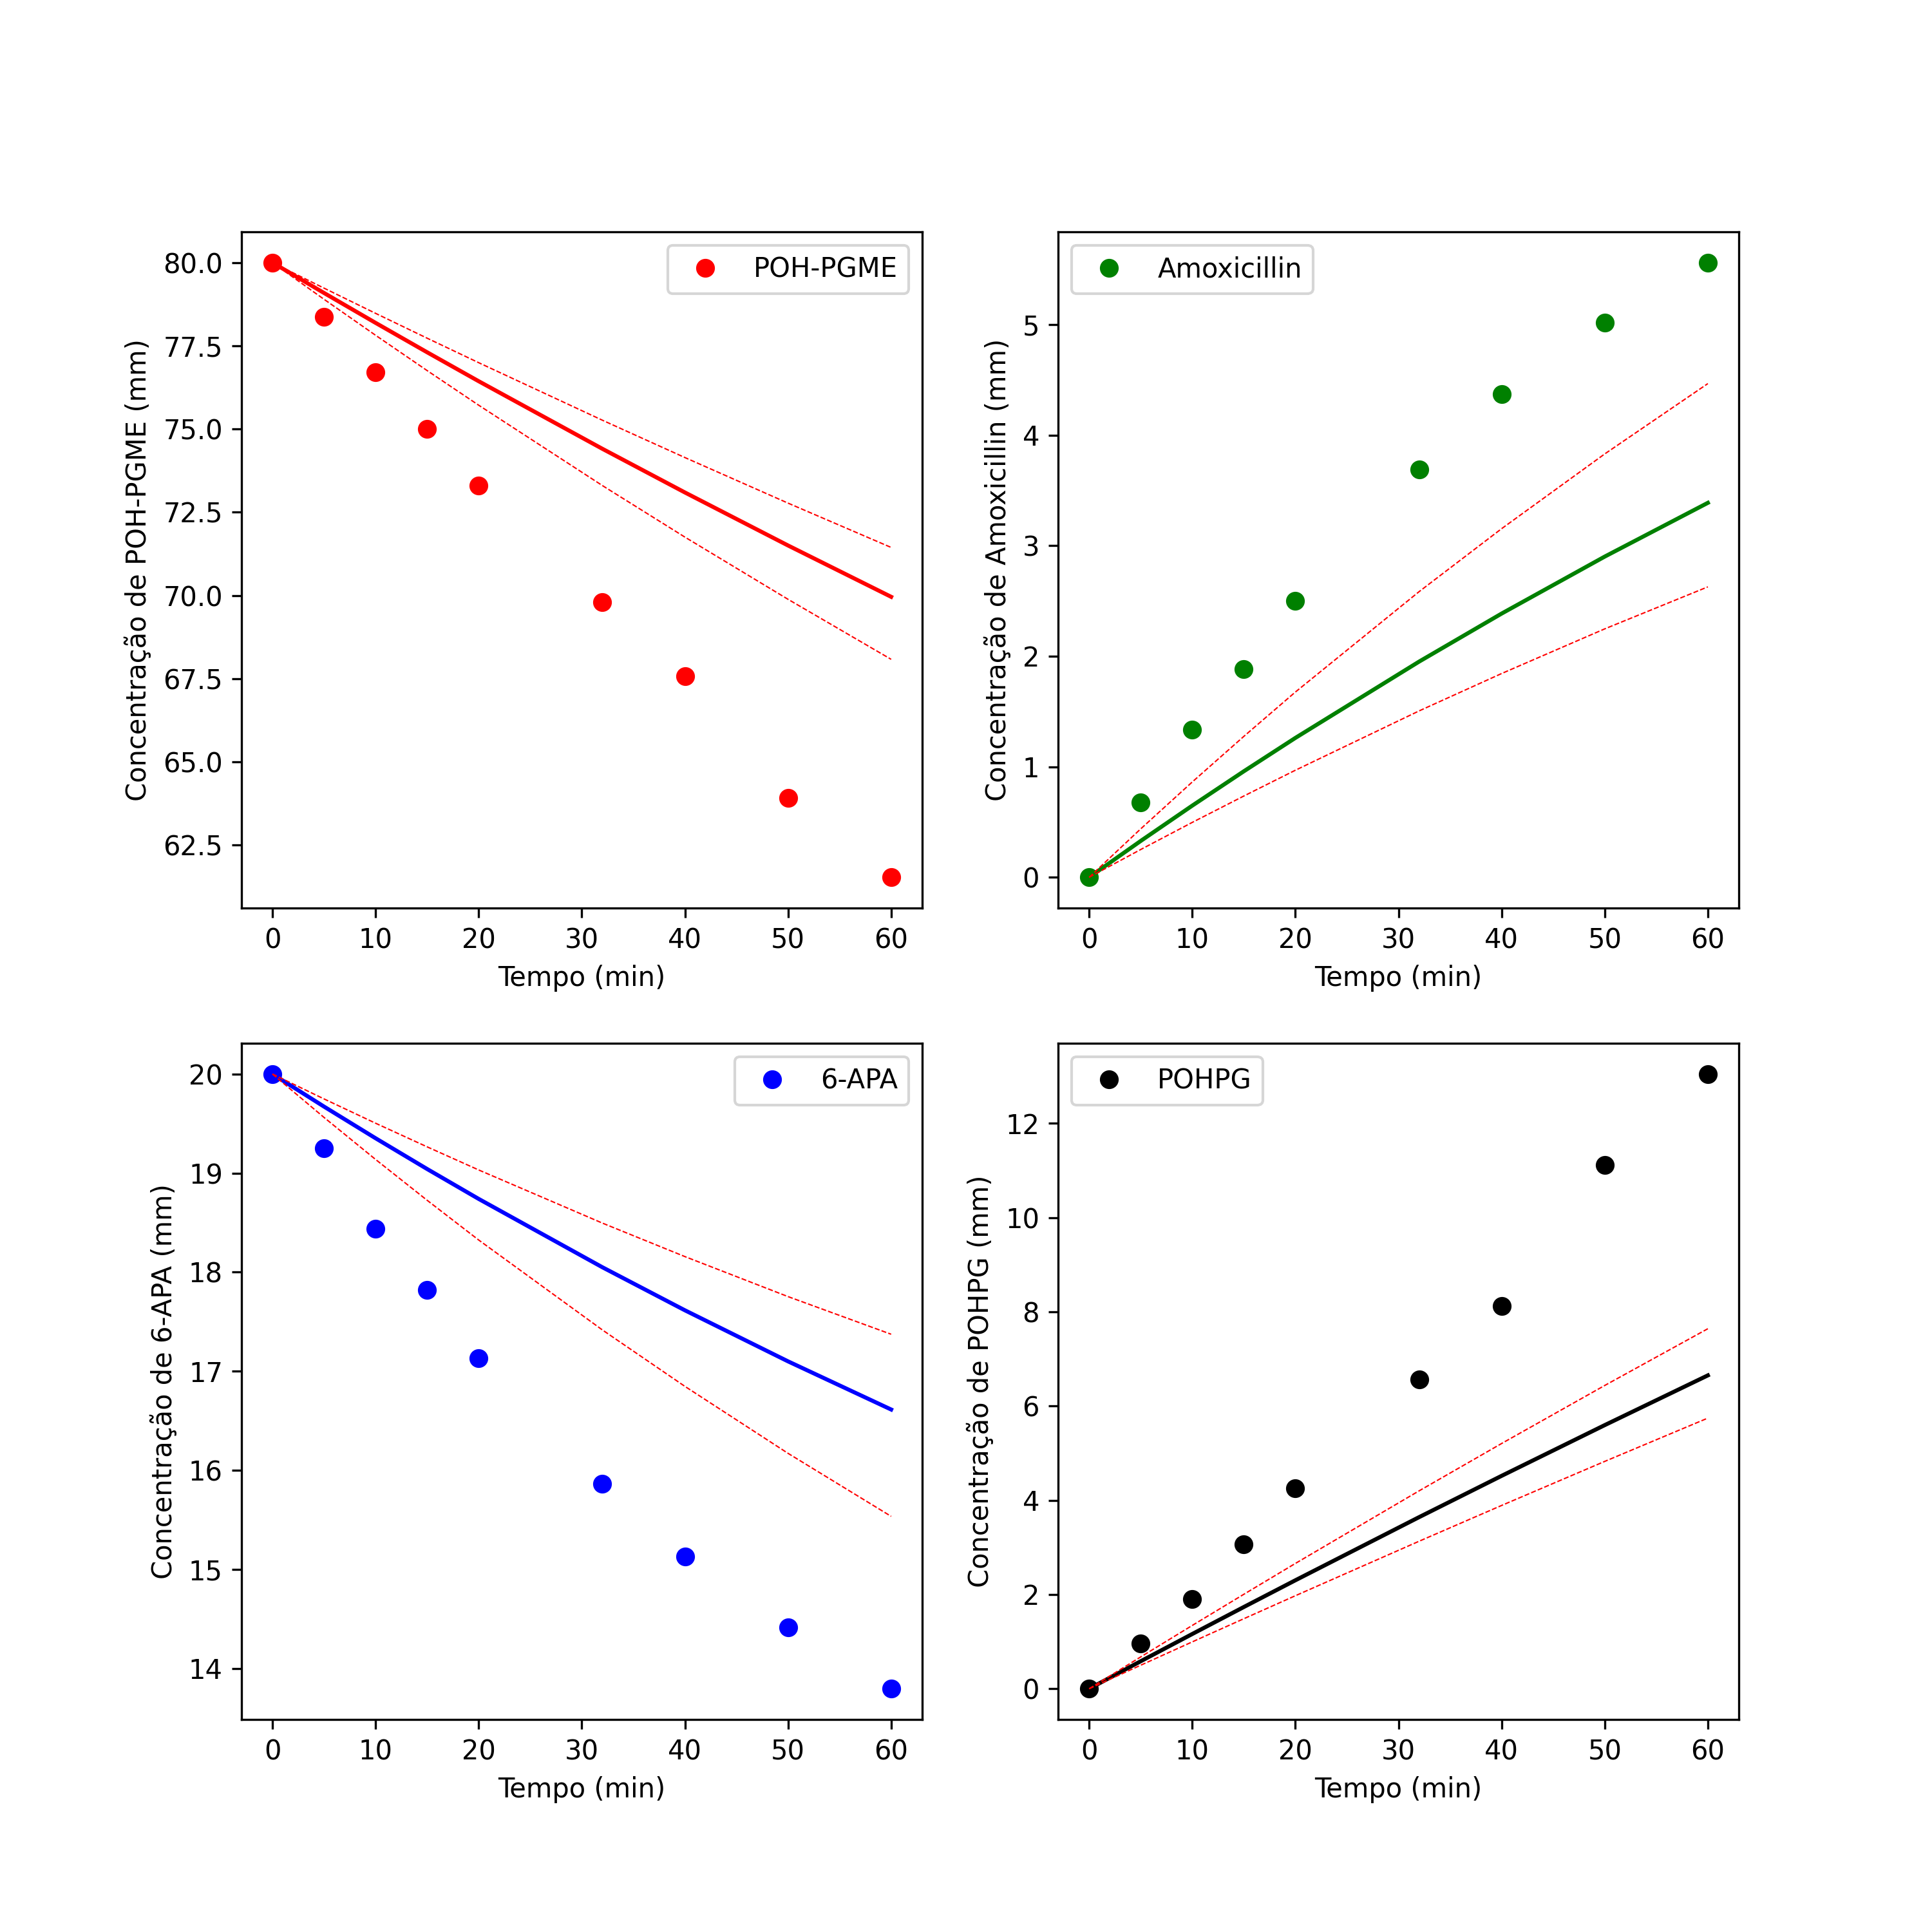 POH-PGME
80.0
77.5
75.0
72.5
70.0
67.5
65.0
62.5
Concentração de POH-PGME (mm)
0 10 20 30 40 50 60
Tempo (min)
Amoxicillin
5
4
3
2
1
0
Concentração de Amoxicillin (mm)
0 10 20 30 40 50 60
Tempo (min)
6-APA
20
19
18
17
16
15
14
Concentração de 6-APA (mm)
0 10 20 30 40 50 60
Tempo (min)
POHPG
12
10
8
6
4
2
0
Concentração de POHPG (mm)
0 10 20 30 40 50 60
Tempo (min)